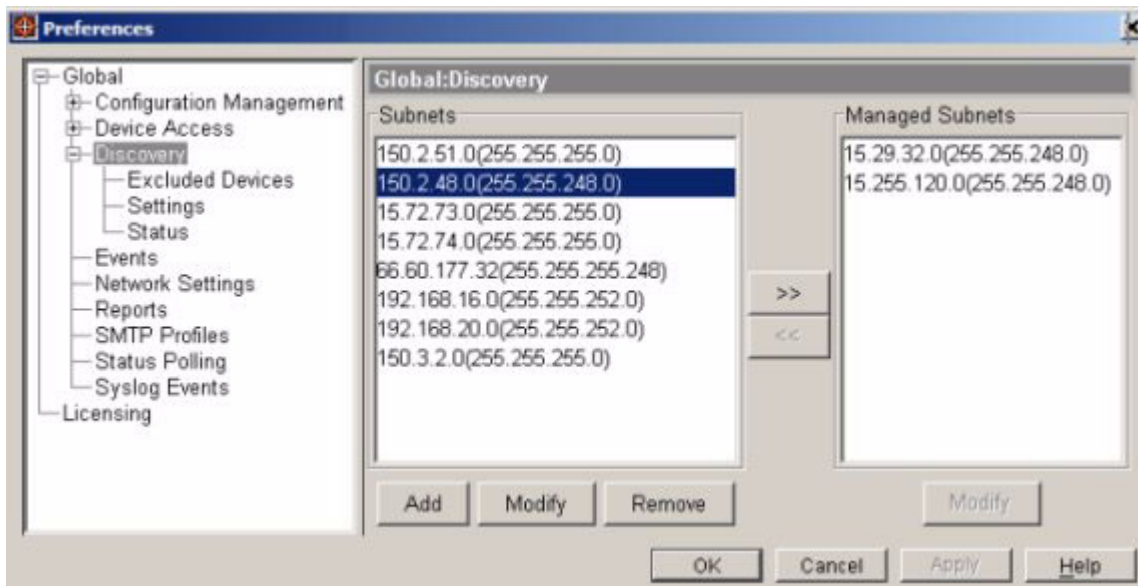 Preferences
Global
Configuration Management
Device Access
Discovery
Excluded Devices
Settings
Status
Events
Network Settings
Reports
SMTP Profiles
Status Polling
Syslog Events
Licensing
Global:Discovery
Subnets
150.2.51.0(255.255.255.0)
150.2.48.0(255.255.248.0)
15.72.73.0(255.255.255.0)
15.72.74.0(255.255.255.0)
66.60.177.32(255.255.255.248)
192.168.16.0(255.255.252.0)
192.168.20.0(255.255.252.0)
150.3.2.0(255.255.255.0)
>>
<<
Managed Subnets
15.29.32.0(255.255.248.0)
15.255.120.0(255.255.248.0)
Add Modify Remove
Modify
OK Cancel Apply Help